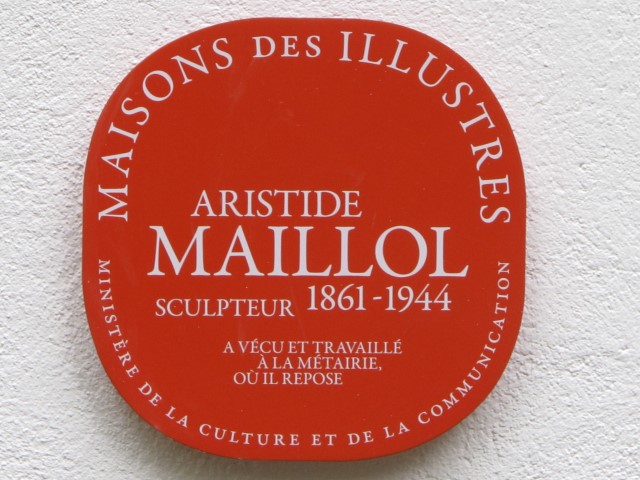 MAISONS DES ILLUSTRES
ARISTIDE
MAILLOL
SCULPTEUR 1861-1944
A VÉCU ET TRAVAILLÉ
À LA MÉTAIRIE,
OÙ IL REPOSE
MINISTÈRE DE LA CULTURE ET DE LA COMMUNICATION